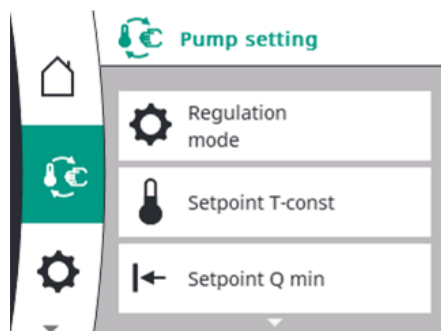 Pump setting
Regulation
mode
Setpoint T-const
Setpoint Q min